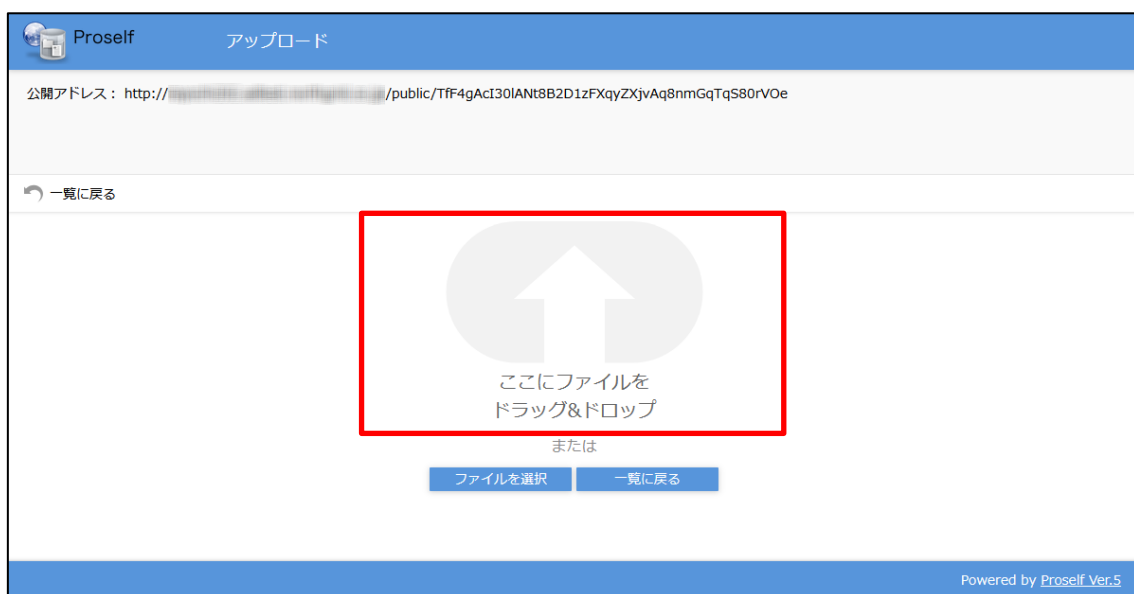 Proself
アップロード
公開アドレス： http:// /public/TfF4gAcI30lANt8B2D1zFXqyZXjvAq8nmGqTqS80rVOe
一覧に戻る
ここにファイルを
ドラッグ&ドロップ
または
ファイルを選択
一覧に戻る
Powered by Proself Ver.5